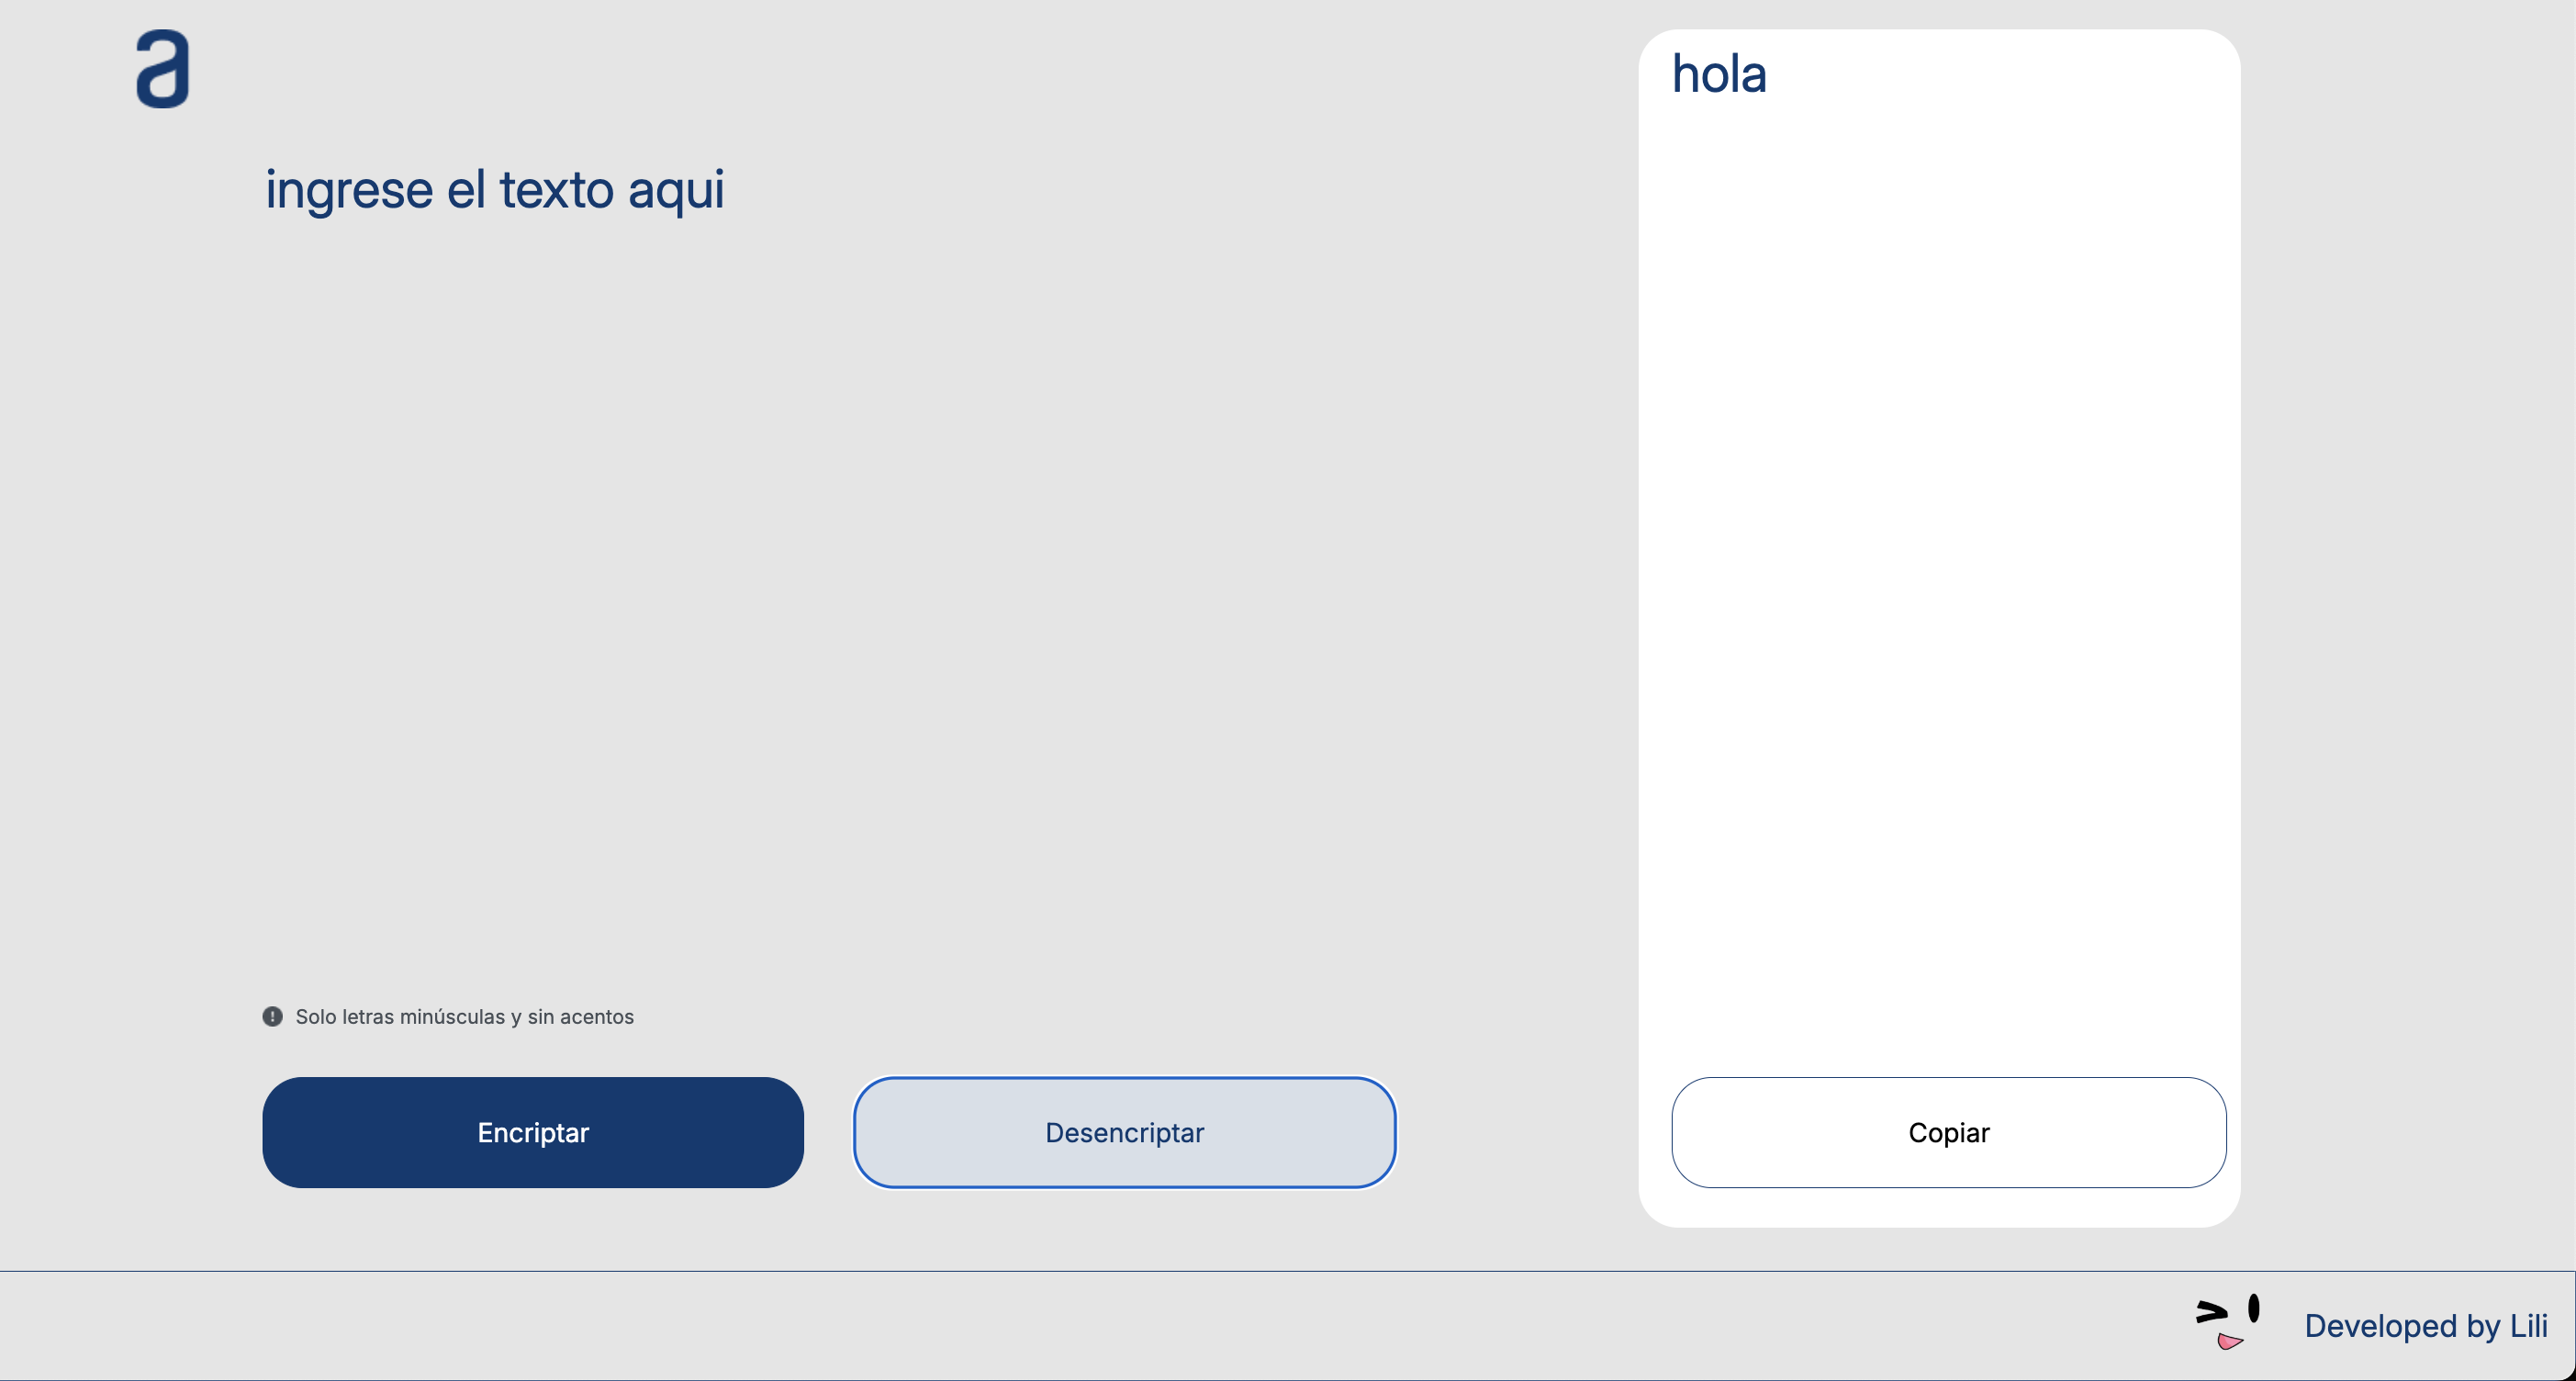 a
ingrese el texto aqui
Solo letras minúsculas y sin acentos
Encriptar
Desencriptar
hola
Copiar
Developed by Lili